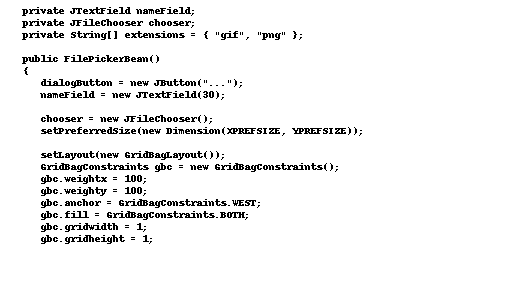 private JTextField nameField;
private JFileChooser chooser;
private String[] extensions = { "gif", "png" };
public FilePickerBean()
{
dialogButton = new JButton("...");
nameField = new JTextField(30);
chooser = new JFileChooser();
setPreferredSize(new Dimension(XPREFSIZE, YPREFSIZE));
setLayout(new GridBagLayout());
GridBagConstraints gbc = new GridBagConstraints();
gbc.weightx = 100;
gbc.weighty = 100;
gbc.anchor = GridBagConstraints.WEST;
gbc.fill = GridBagConstraints.BOTH;
gbc.gridwidth = 1;
gbc.gridheight = 1;